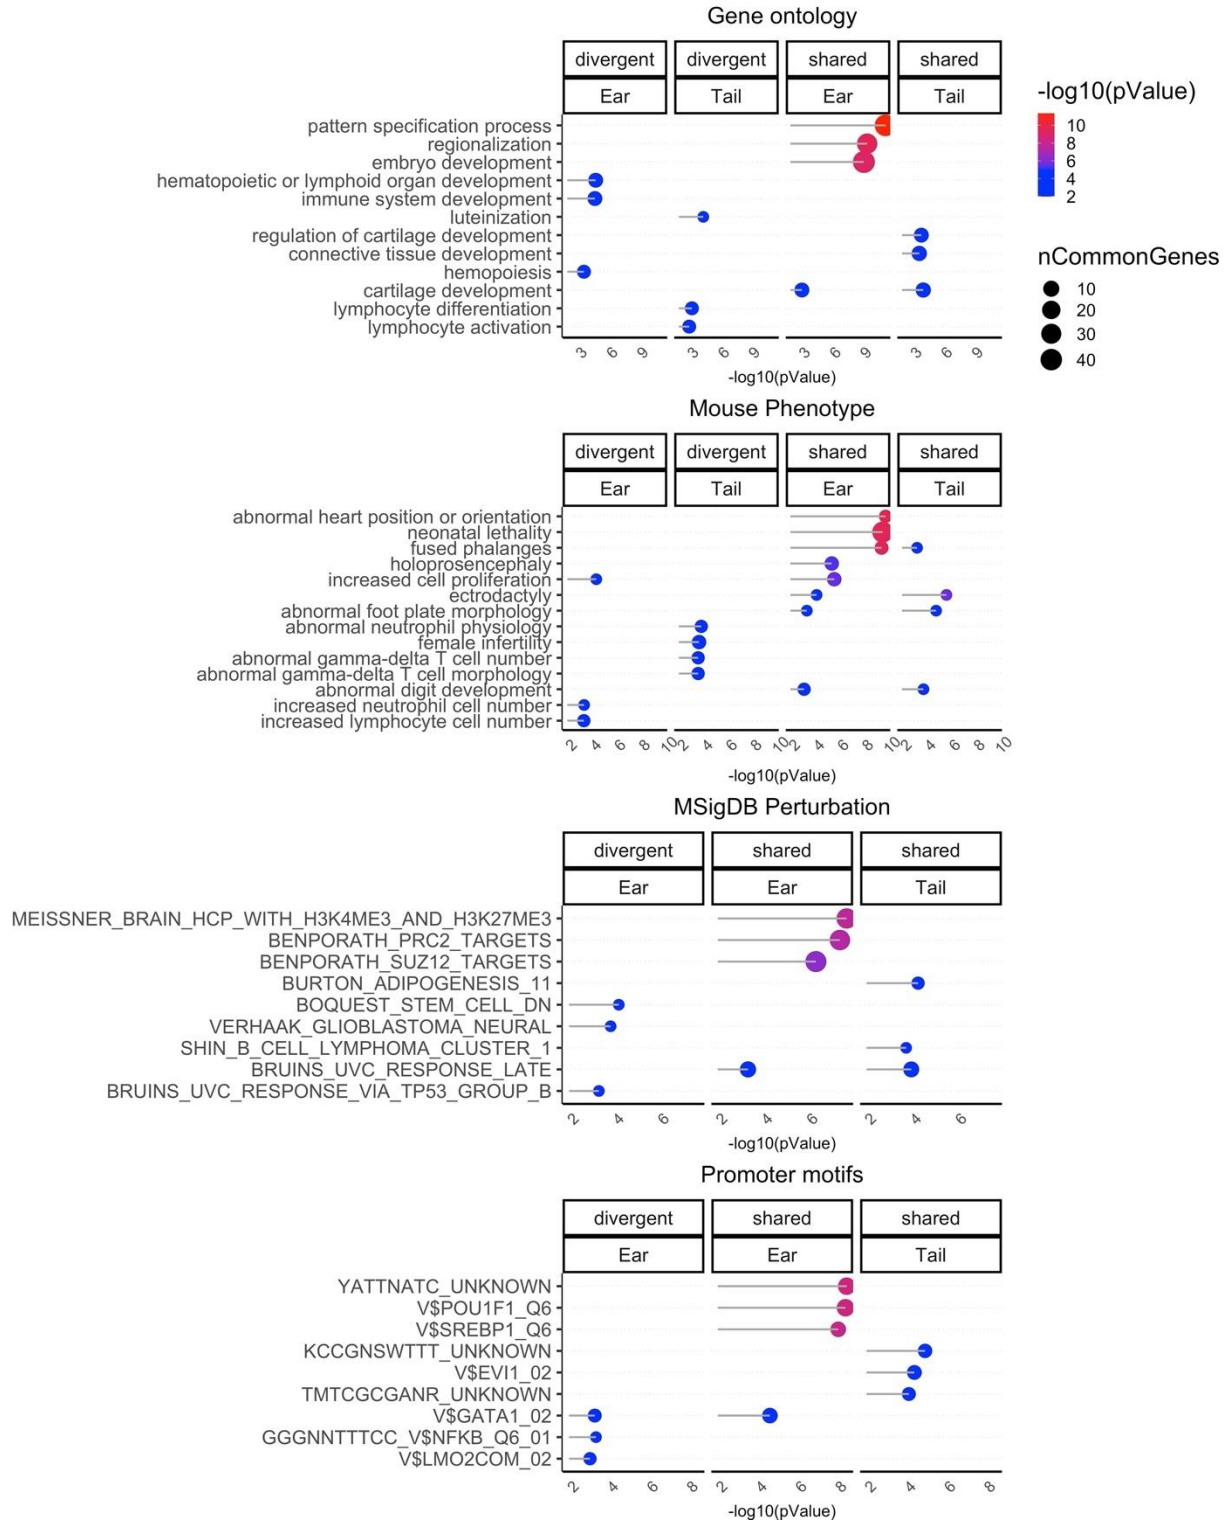 Gene ontology
divergent divergent shared shared
Ear Tail Ear Tail
pattern specification process
regionalization
embryo development
hematopoietic or lymphoid organ development
immune system development
luteinization
regulation of cartilage development
connective tissue development
hemopoiesis
cartilage development
lymphocyte differentiation
lymphocyte activation
3 6 9 3 6 9 3 6 9 3 6 9
-log10(pValue)
-log10(pValue)
10
8
6
4
2
nCommonGenes
10
20
30
40
Mouse Phenotype
divergent divergent shared shared
Ear Tail Ear Tail
abnormal heart position or orientation
neonatal lethality
fused phalanges
holoprosencephaly
increased cell proliferation
ectrodactyly
abnormal foot plate morphology
abnormal neutrophil physiology
female infertility
abnormal gamma-delta T cell number
abnormal gamma-delta T cell morphology
abnormal digit development
increased neutrophil cell number
increased lymphocyte cell number
2 4 6 8 10 2 4 6 8 10 2 4 6 8 10 2 4 6 8 10
-log10(pValue)
MSigDB Perturbation
divergent shared shared
Ear Ear Tail
MEISSNER_BRAIN_HCP_WITH_H3K4ME3_AND_H3K27ME3
BENPORATH_PRC2_TARGETS
BENPORATH_SUZ12_TARGETS
BURTON_ADIPOGENESIS_11
BOQUEST_STEM_CELL_DN
VERHAAK_GLIOBLASTOMA_NEURAL
SHIN_B_CELL_LYMPHOMA_CLUSTER_1
BRUINS_UVC_RESPONSE_LATE
BRUINS_UVC_RESPONSE_VIA_TP53_GROUP_B
2 4 6 2 4 6 2 4 6
-log10(pValue)
Promoter motifs
divergent shared shared
Ear Ear Tail
YATTNATC_UNKNOWN
V$POU1F1_Q6
V$SREBP1_Q6
KCCGNSWTTT_UNKNOWN
V$EVI1_02
TMTCGCGANR_UNKNOWN
V$GATA1_02
GGGNNTTTCC_V$NFKB_Q6_01
V$LMO2COM_02
2 4 6 8 2 4 6 8 2 4 6 8
-log10(pValue)